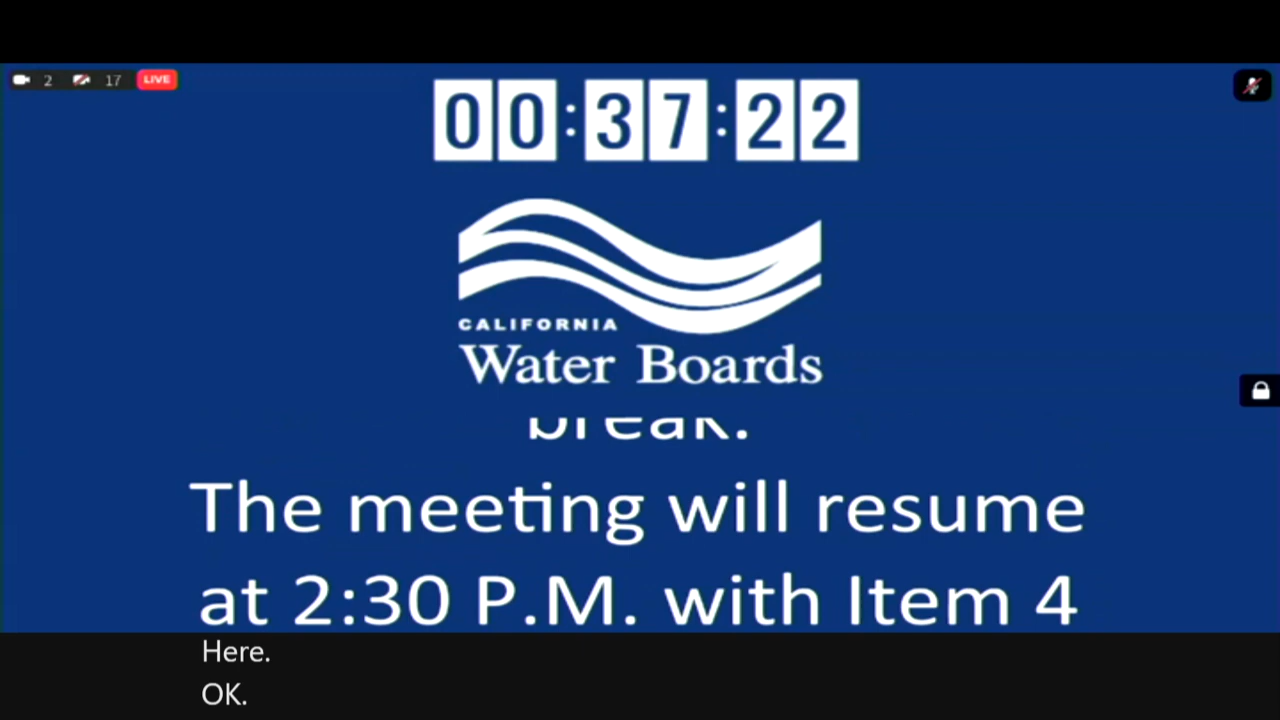 2 17 LIVE
00:37:22
CALIFORNIA
Water Boards
break.
The meeting will resume
at 2:30 P.M. with Item 4
Here.
OK.